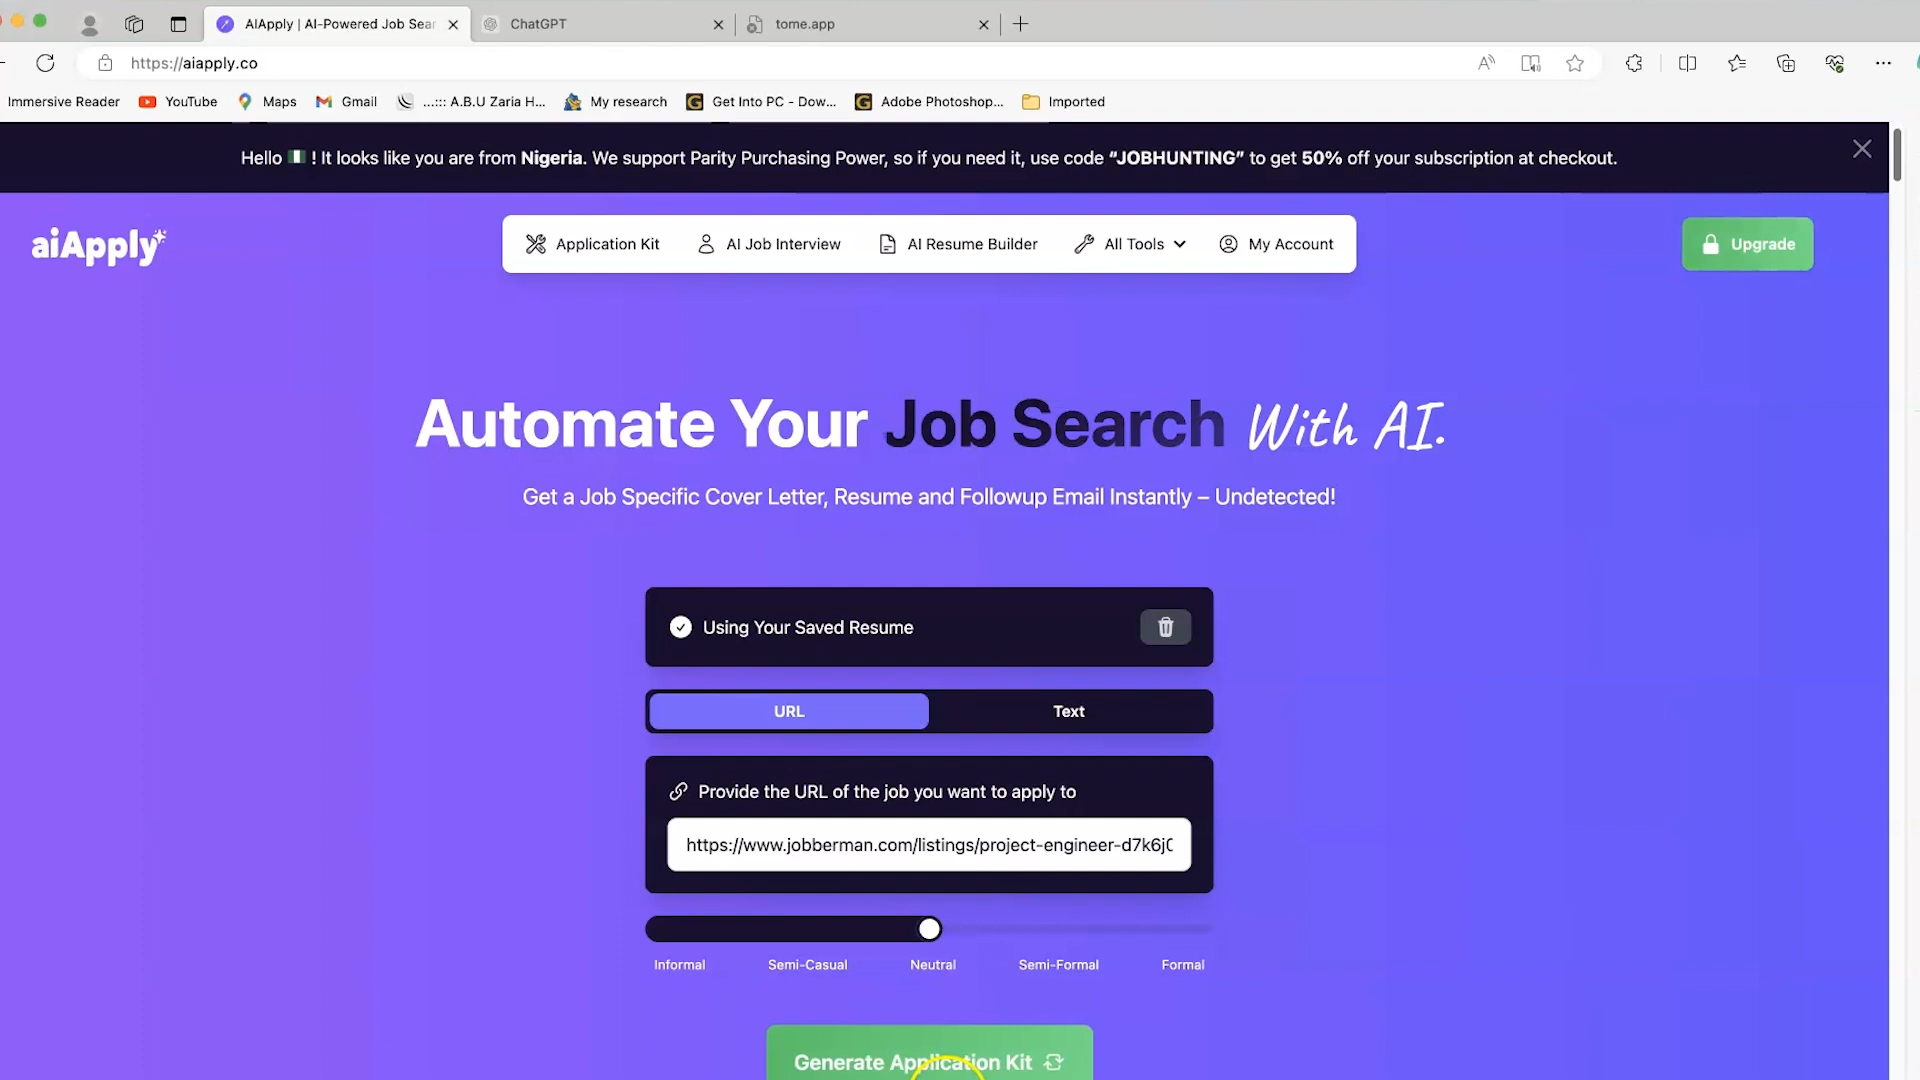 AIApply | AI-Powered Job Sear
ChatGPT
tome.app
https://aiapply.co
Immersive Reader
YouTube
Maps
Gmail
...::: A.B.U Zaria H...
My research
Get Into PC - Dow...
Adobe Photoshop...
Imported
Hello ! It looks like you are from Nigeria. We support Parity Purchasing Power, so if you need it, use code “JOBHUNTING” to get 50% off your subscription at checkout.
aiApply
Application Kit
AI Job Interview
AI Resume Builder
All Tools
My Account
Upgrade
Automate Your Job Search With AI.
Get a Job Specific Cover Letter, Resume and Followup Email Instantly – Undetected!
Using Your Saved Resume
URL
Text
Provide the URL of the job you want to apply to
https://www.jobberman.com/listings/project-engineer-d7k6j
Informal
Semi-Casual
Neutral
Semi-Formal
Formal
Generate Application Kit